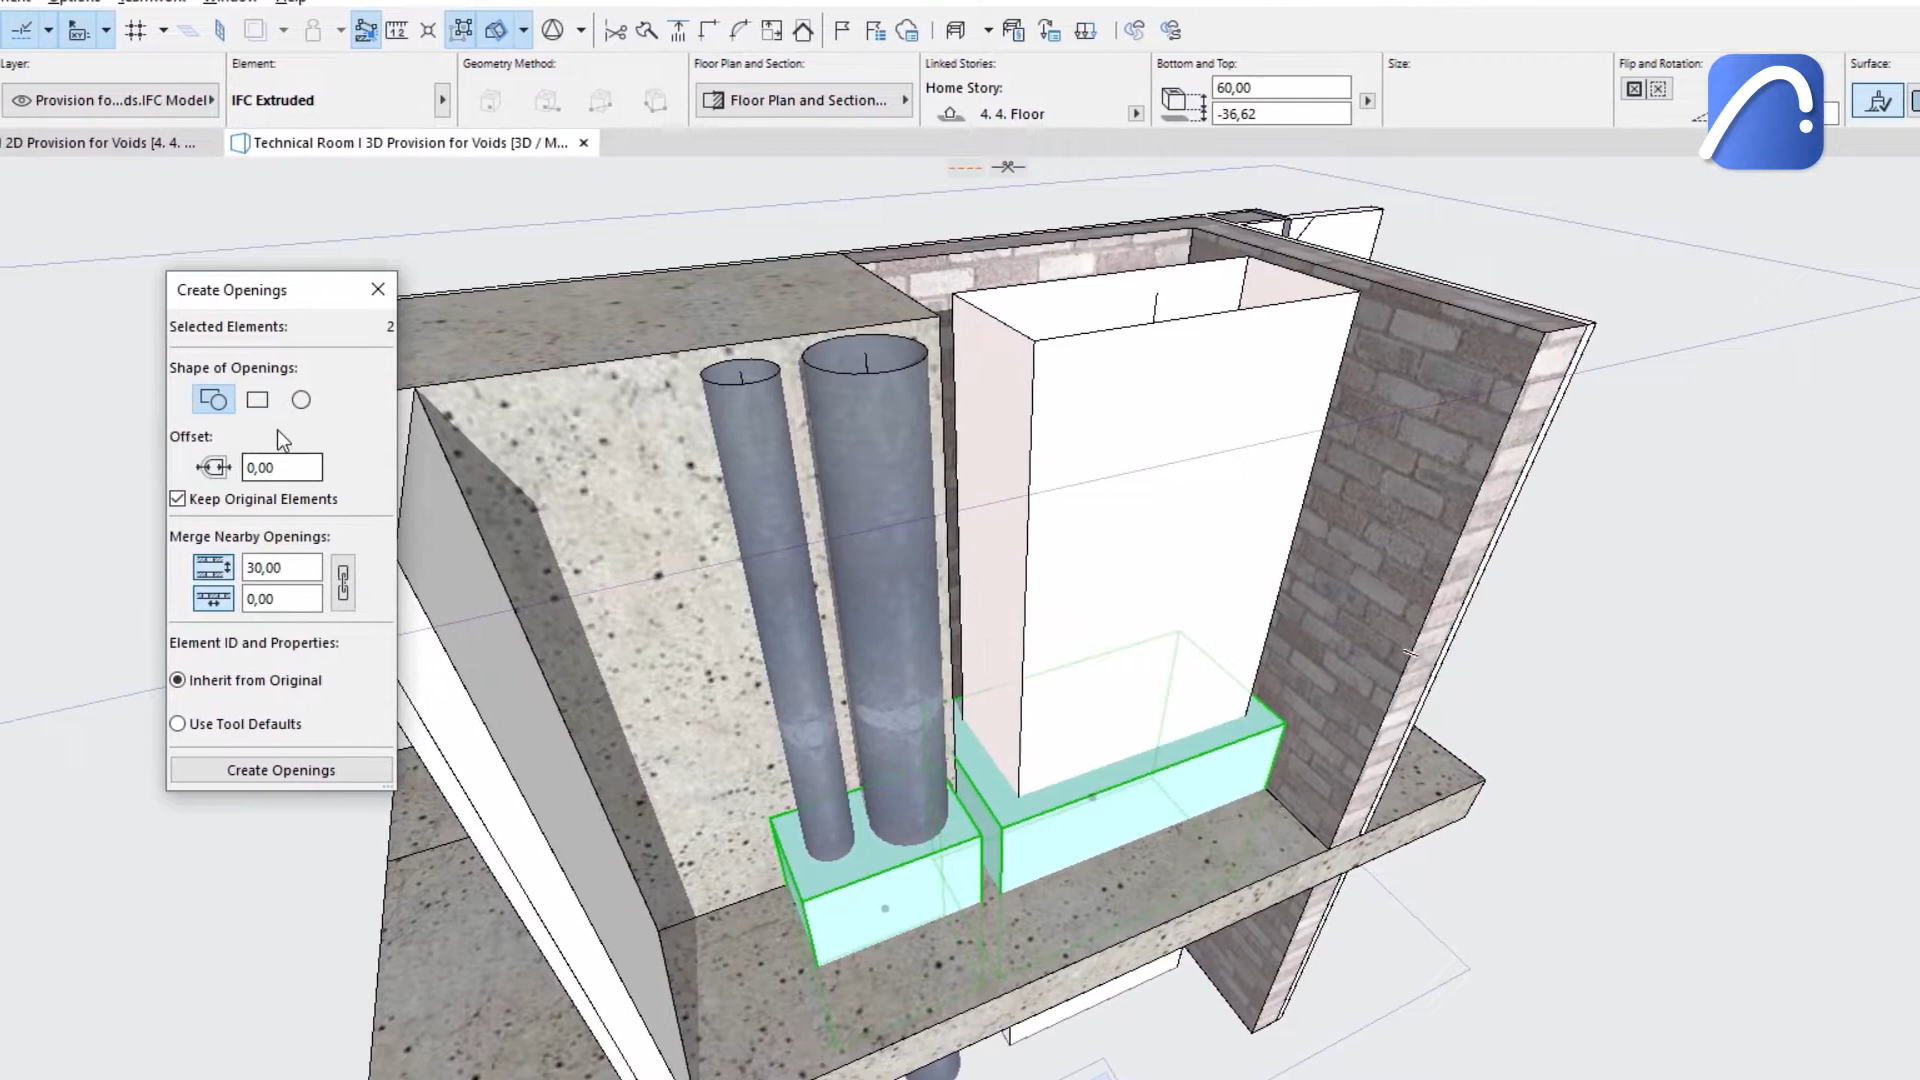 Options
Teamwork
Window
Help
Layer:
Element:
Geometry Method:
Floor Plan and Section:
Linked Stories:
Bottom and Top:
Size:
Flip and Rotation:
Surface:
Provision fo...ds.IFC Model
IFC Extruded
Floor Plan and Section...
Home Story:
4. 4. Floor
60,00
-36,62
2D Provision for Voids [4. 4. ...
Technical Room I 3D Provision for Voids [3D / M...
Create Openings
Selected Elements: 2
Shape of Openings:
Offset:
0,00
Keep Original Elements
Merge Nearby Openings:
30,00
0,00
Element ID and Properties:
Inherit from Original
Use Tool Defaults
Create Openings